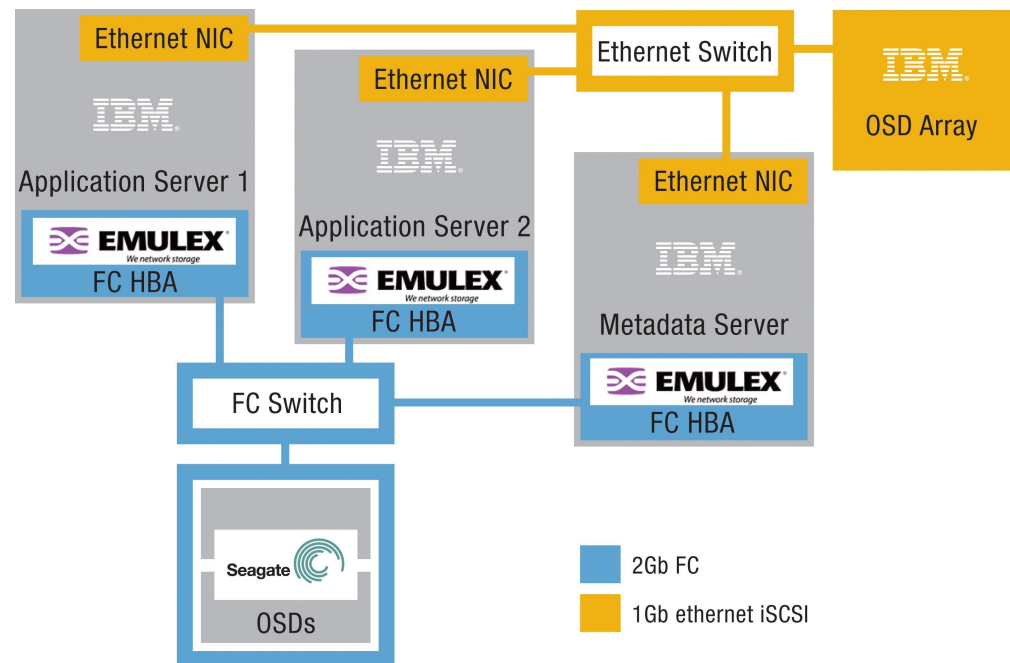 Ethernet NIC
IBM®
Application Server 1
EMULEX®
We network storage
FC HBA
Ethernet NIC
IBM®
Application Server 2
EMULEX®
We network storage
FC HBA
Ethernet Switch
IBM®
OSD Array
Ethernet NIC
IBM®
Metadata Server
EMULEX®
We network storage
FC HBA
FC Switch
Seagate
OSDs
2Gb FC
1Gb ethernet iSCSI